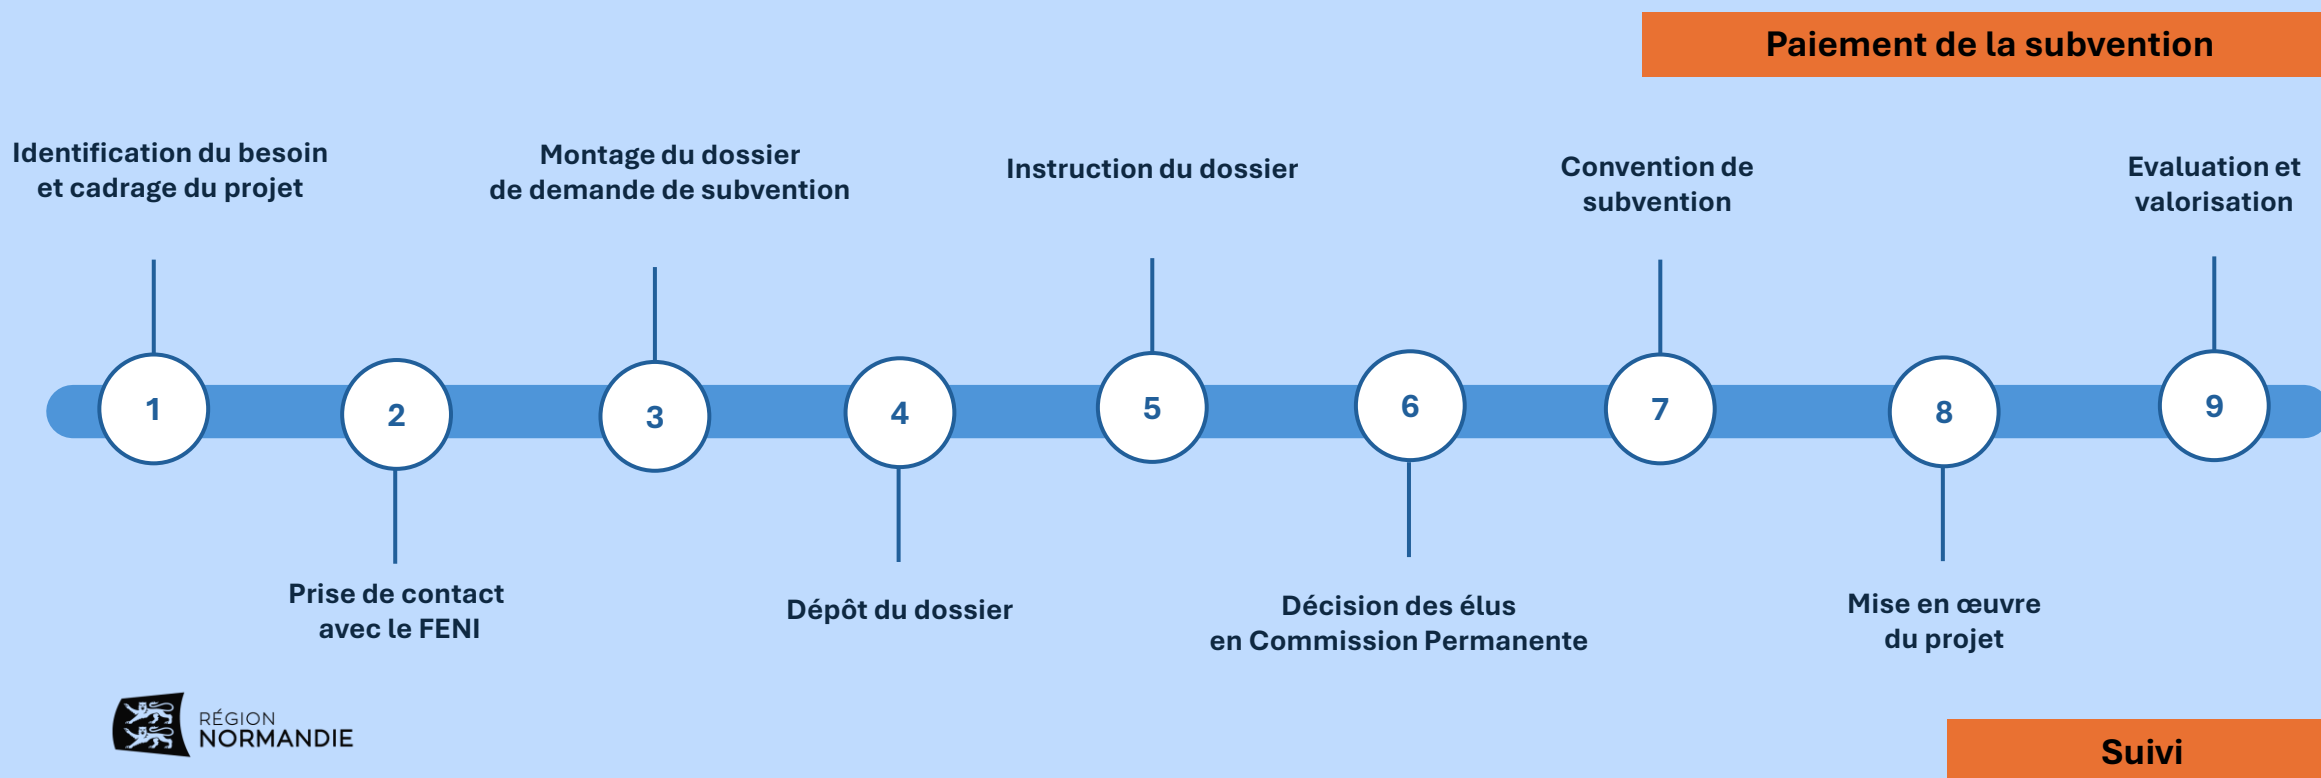 Paiement de la subvention
Identification du besoin
et cadrage du projet
Montage du dossier
de demande de subvention
Instruction du dossier
Convention de
subvention
Evaluation et
valorisation
1
2
3
4
5
6
7
8
9
Prise de contact
avec le FENI
Dépôt du dossier
Décision des élus
en Commission Permanente
Mise en œuvre
du projet
RÉGION
NORMANDIE
Suivi